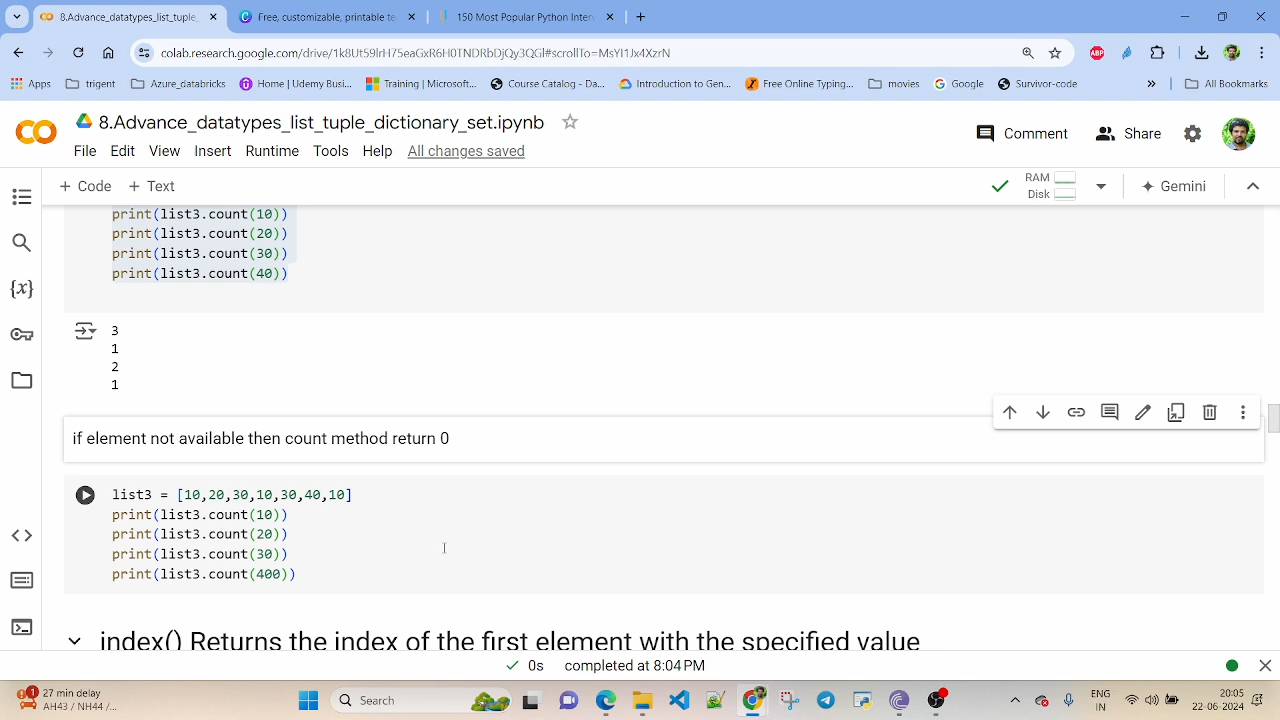 8.Advance_datatypes_list_tuple_
Free, customizable, printable te
150 Most Popular Python Interv
colab.research.google.com/drive/1k8Ut59lrH75eaGxR6H0TNDRbDjQy3QGl#scrollTo=MsYI1Jx4XzrN
ABP
Apps
trigent
Azure databricks
Home | Udemy Busi...
Training | Microsoft...
Course Catalog - Da...
Introduction to Gen...
Free Online Typing...
movies
Google
Survivor-code
All Bookmarks
8.Advance_datatypes_list_tuple_dictionary_set.ipynb
Comment
Share
File Edit View Insert Runtime Tools Help All changes saved
+ Code + Text
RAM
Disk
Gemini
print(list3.count(10))
print(list3.count(20))
print(list3.count(30))
print(list3.count(40))
3
1
2
1
if element not available then count method return 0
list3 = [10,20,30,10,30,40,10]
print(list3.count(10))
print(list3.count(20))
print(list3.count(30))
print(list3.count(400))
index() Returns the index of the first element with the specified value
0s completed at 8:04 PM
1
27 min delay
AH43 / NH44 /...
Search
ENG
IN
20:05
22-06-2024